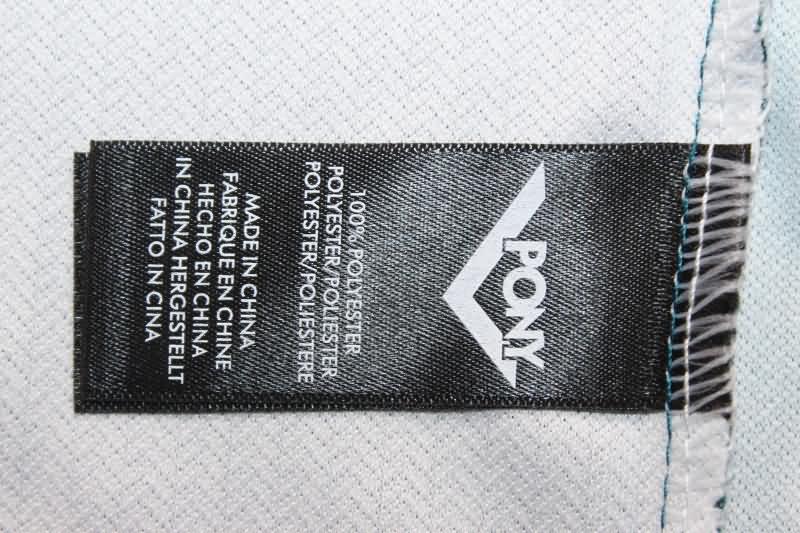 PONY
100% POLYESTER
POLYESTER/POLIESTER
POLYESTER/POLIESTERE
MADE IN CHINA
FABRIQUE EN CHINE
HECHO EN CHINA
IN CHINA HERGESTELLT
FATTO IN CINA